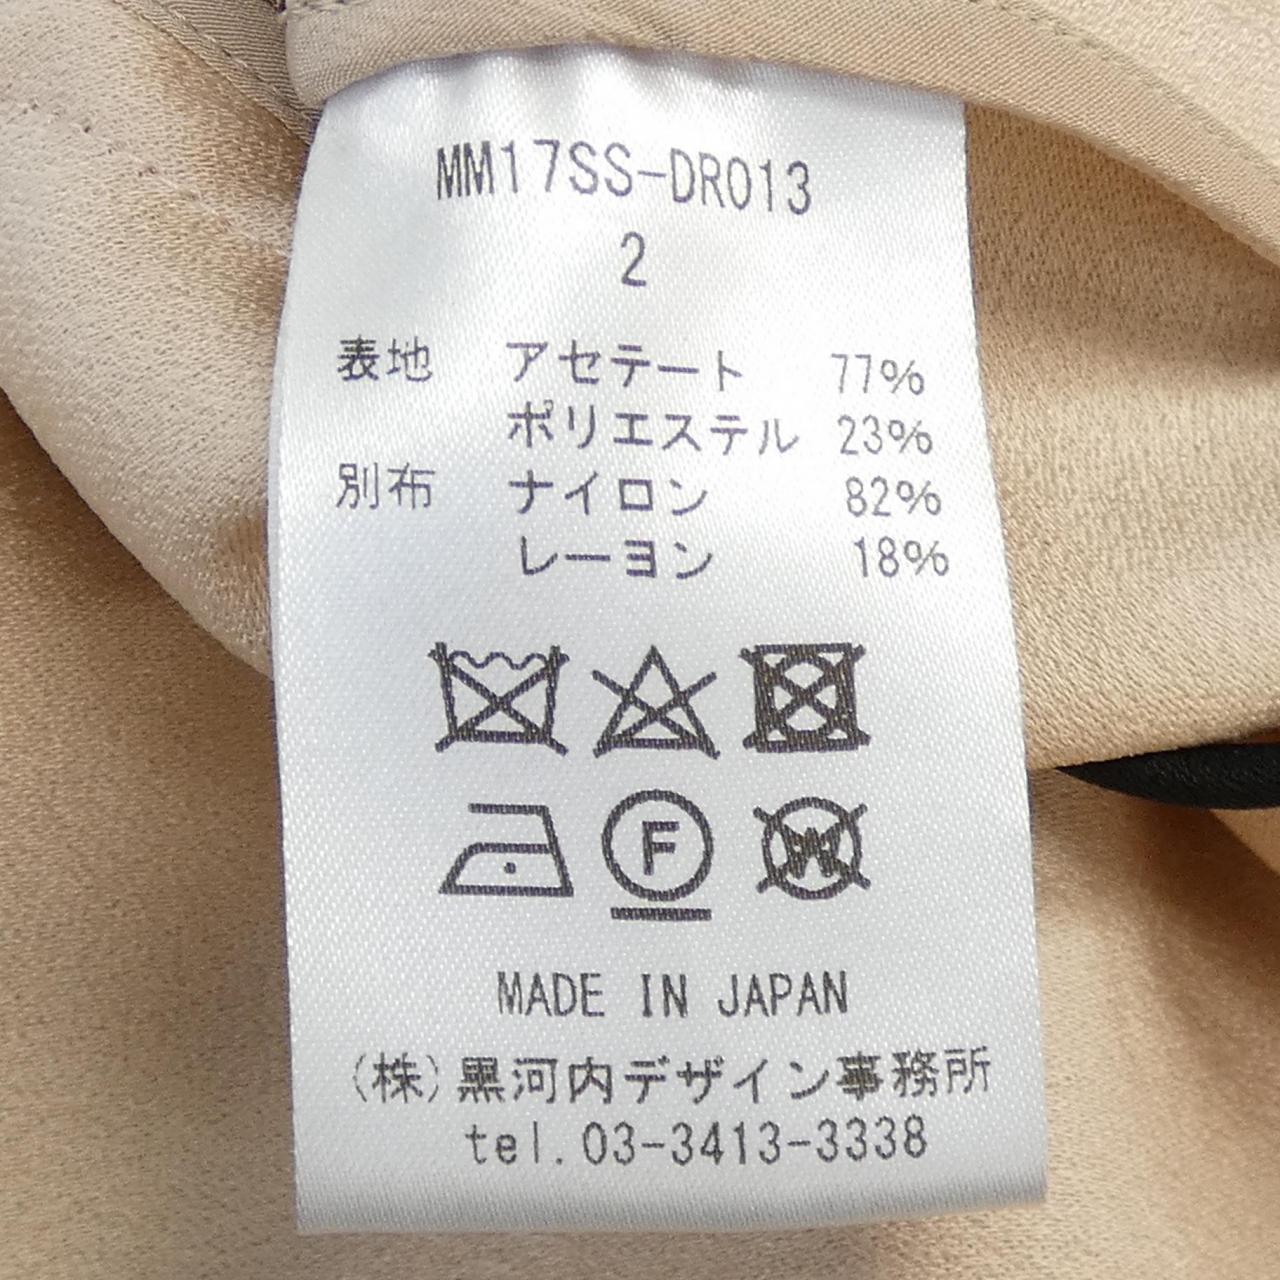 MM17SS-DR013
2
表地 アセテート 77%
ポリエステル 23%
別布 ナイロン 82%
レーヨン 18%
F W
MADE IN JAPAN
(株)黒河内デザイン事務所
tel.03-3413-3338